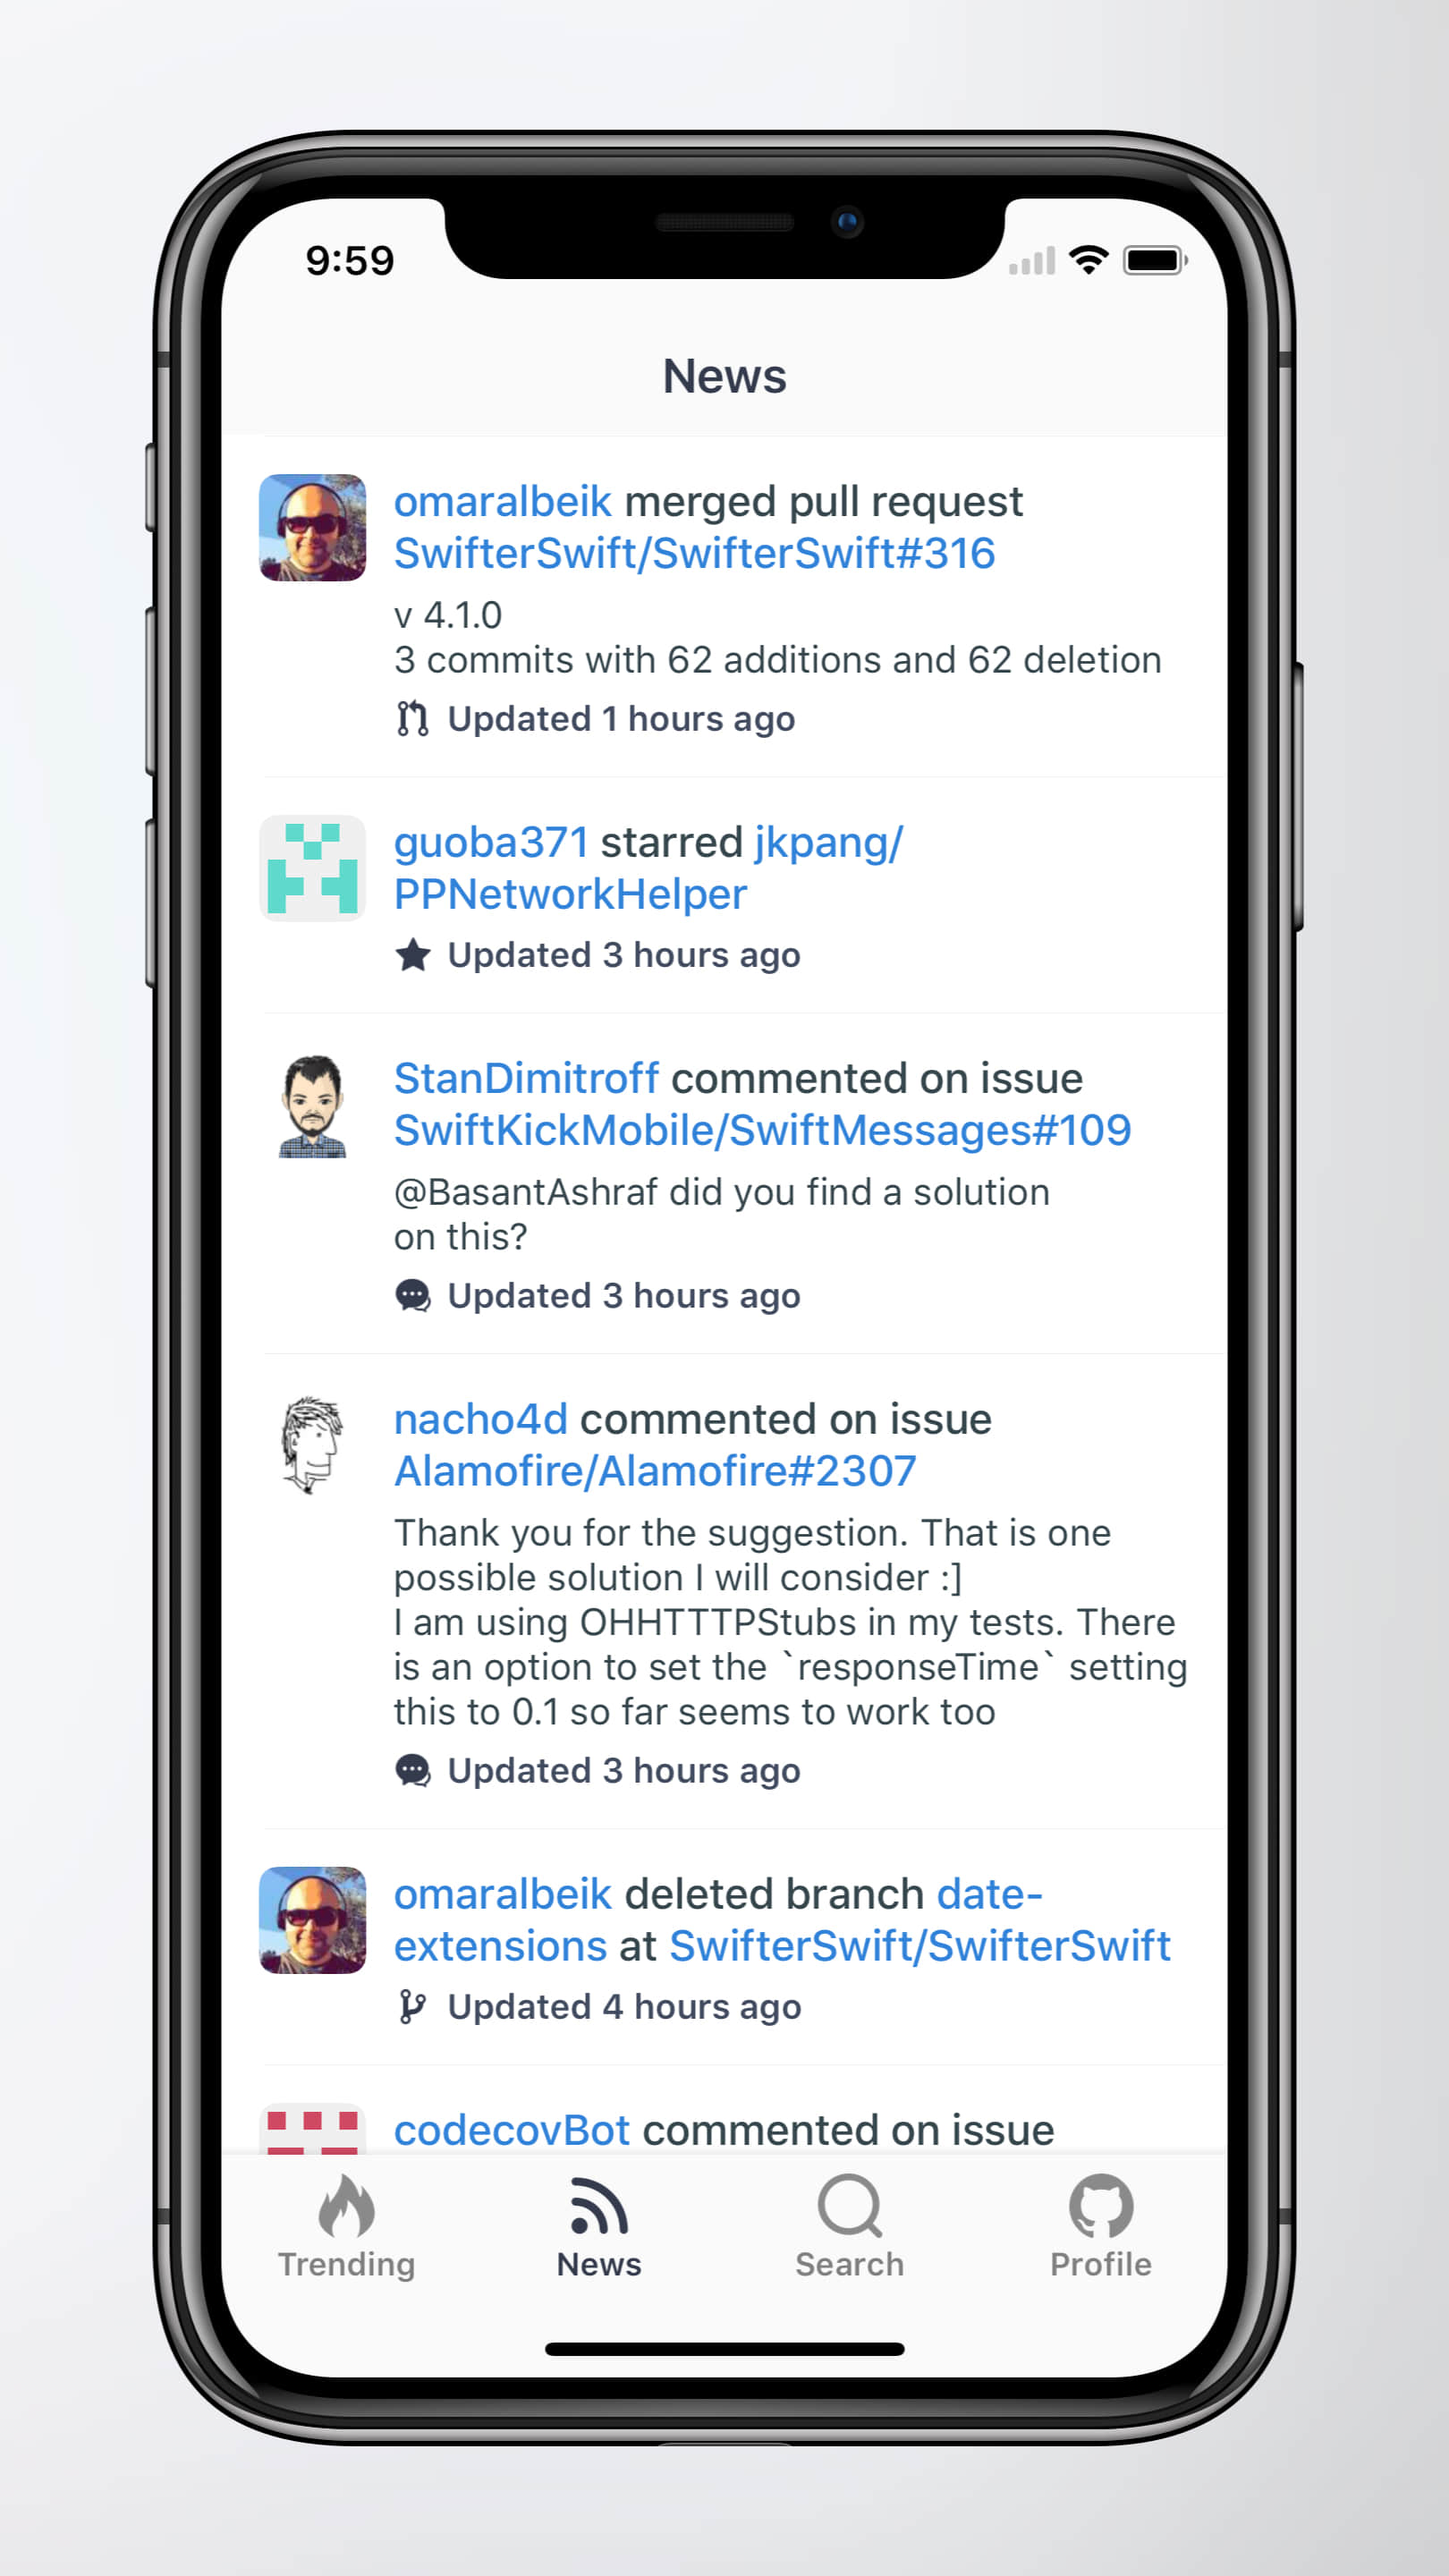 9:59
News
omaralbeik merged pull request
SwifterSwift/SwifterSwift#316
v 4.1.0
3 commits with 62 additions and 62 deletion
Updated 1 hours ago
guoba371 starred jkpang/
PPNetworkHelper
Updated 3 hours ago
StanDimitroff commented on issue
SwiftKickMobile/SwiftMessages#109
@BasantAshraf did you find a solution
on this?
Updated 3 hours ago
nacho4d commented on issue
Alamofire/Alamofire#2307
Thank you for the suggestion. That is one
possible solution I will consider :]
I am using OHHTTTPStubs in my tests. There
is an option to set the `responseTime` setting
this to 0.1 so far seems to work too
Updated 3 hours ago
omaralbeik deleted branch date-
extensions at SwifterSwift/SwifterSwift
Updated 4 hours ago
codecovBot commented on issue
Trending
News
Search
Profile